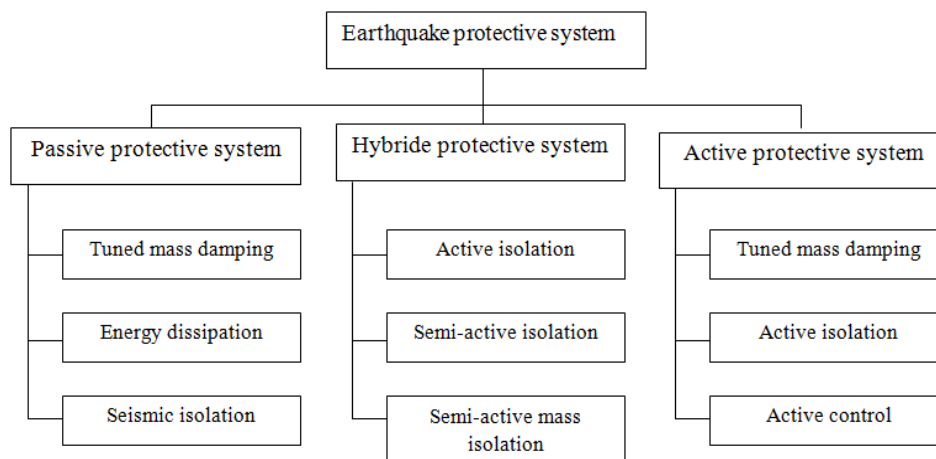 Earthquake protective system
Passive protective system
Hybride protective system
Active protective system
Tuned mass damping
Active isolation
Tuned mass damping
Energy dissipation
Semi-active isolation
Active isolation
Seismic isolation
Semi-active mass
isolation
Active control